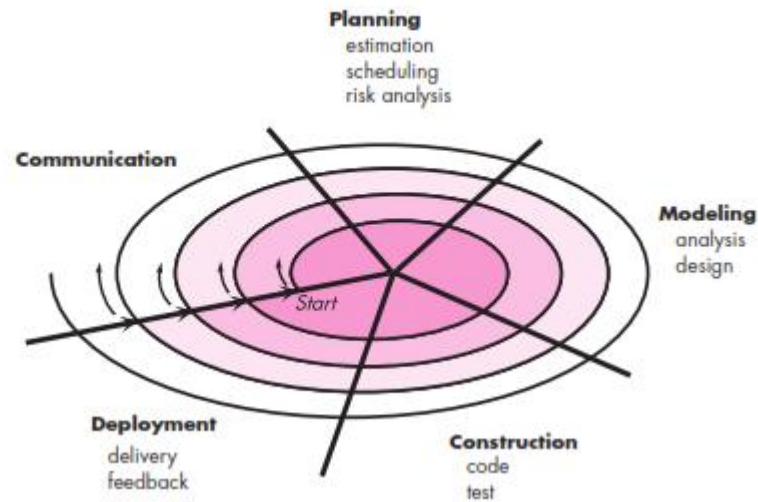 Planning
estimation
scheduling
risk analysis
Communication
Modeling
analysis
design
Start
Deployment
delivery
feedback
Construction
code
test